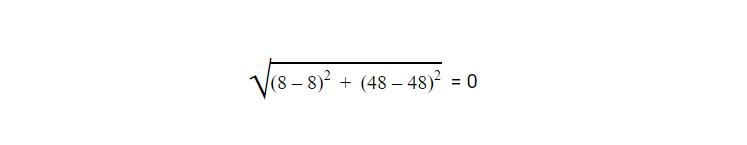 √(8 – 8)² + (48 – 48)² = 0